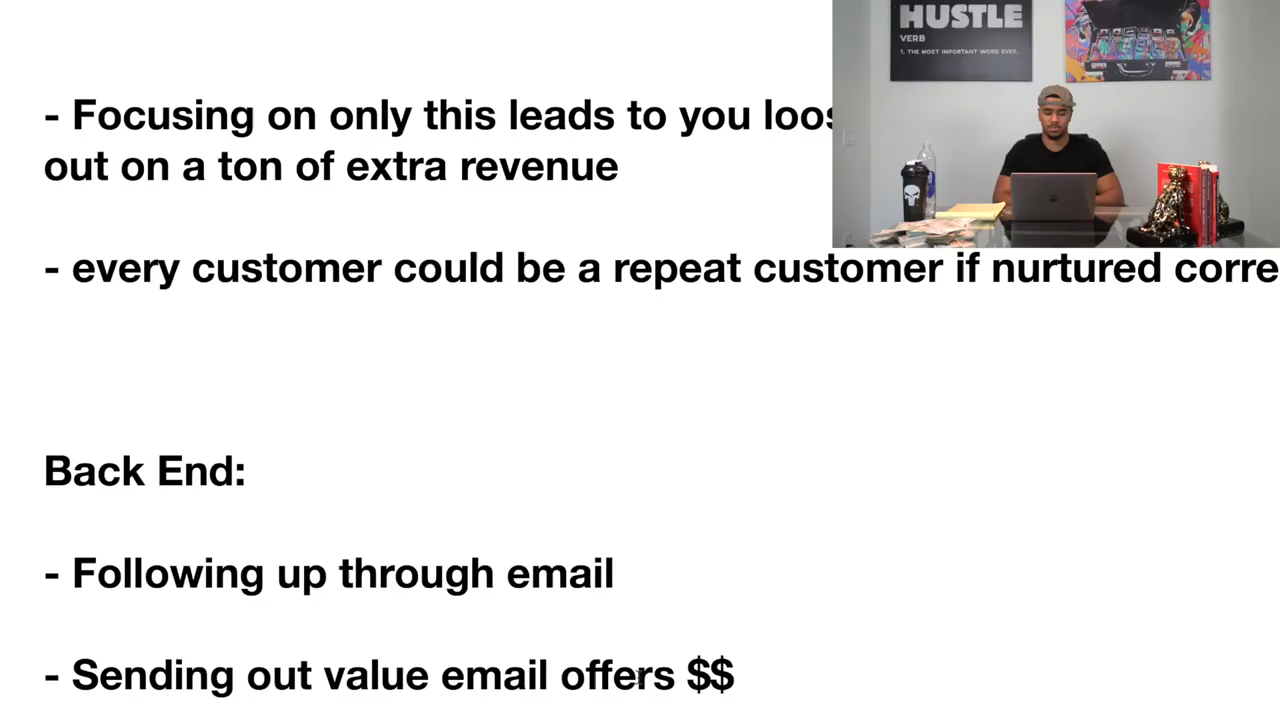 HUSTLE
VERB
1. THE MOST IMPORTANT WORD EVER.
- Focusing on only this leads to you
out on a ton of extra revenue
- every customer could be a repeat customer if nurtured
Back End:
- Following up through email
- Sending out value email offers $$